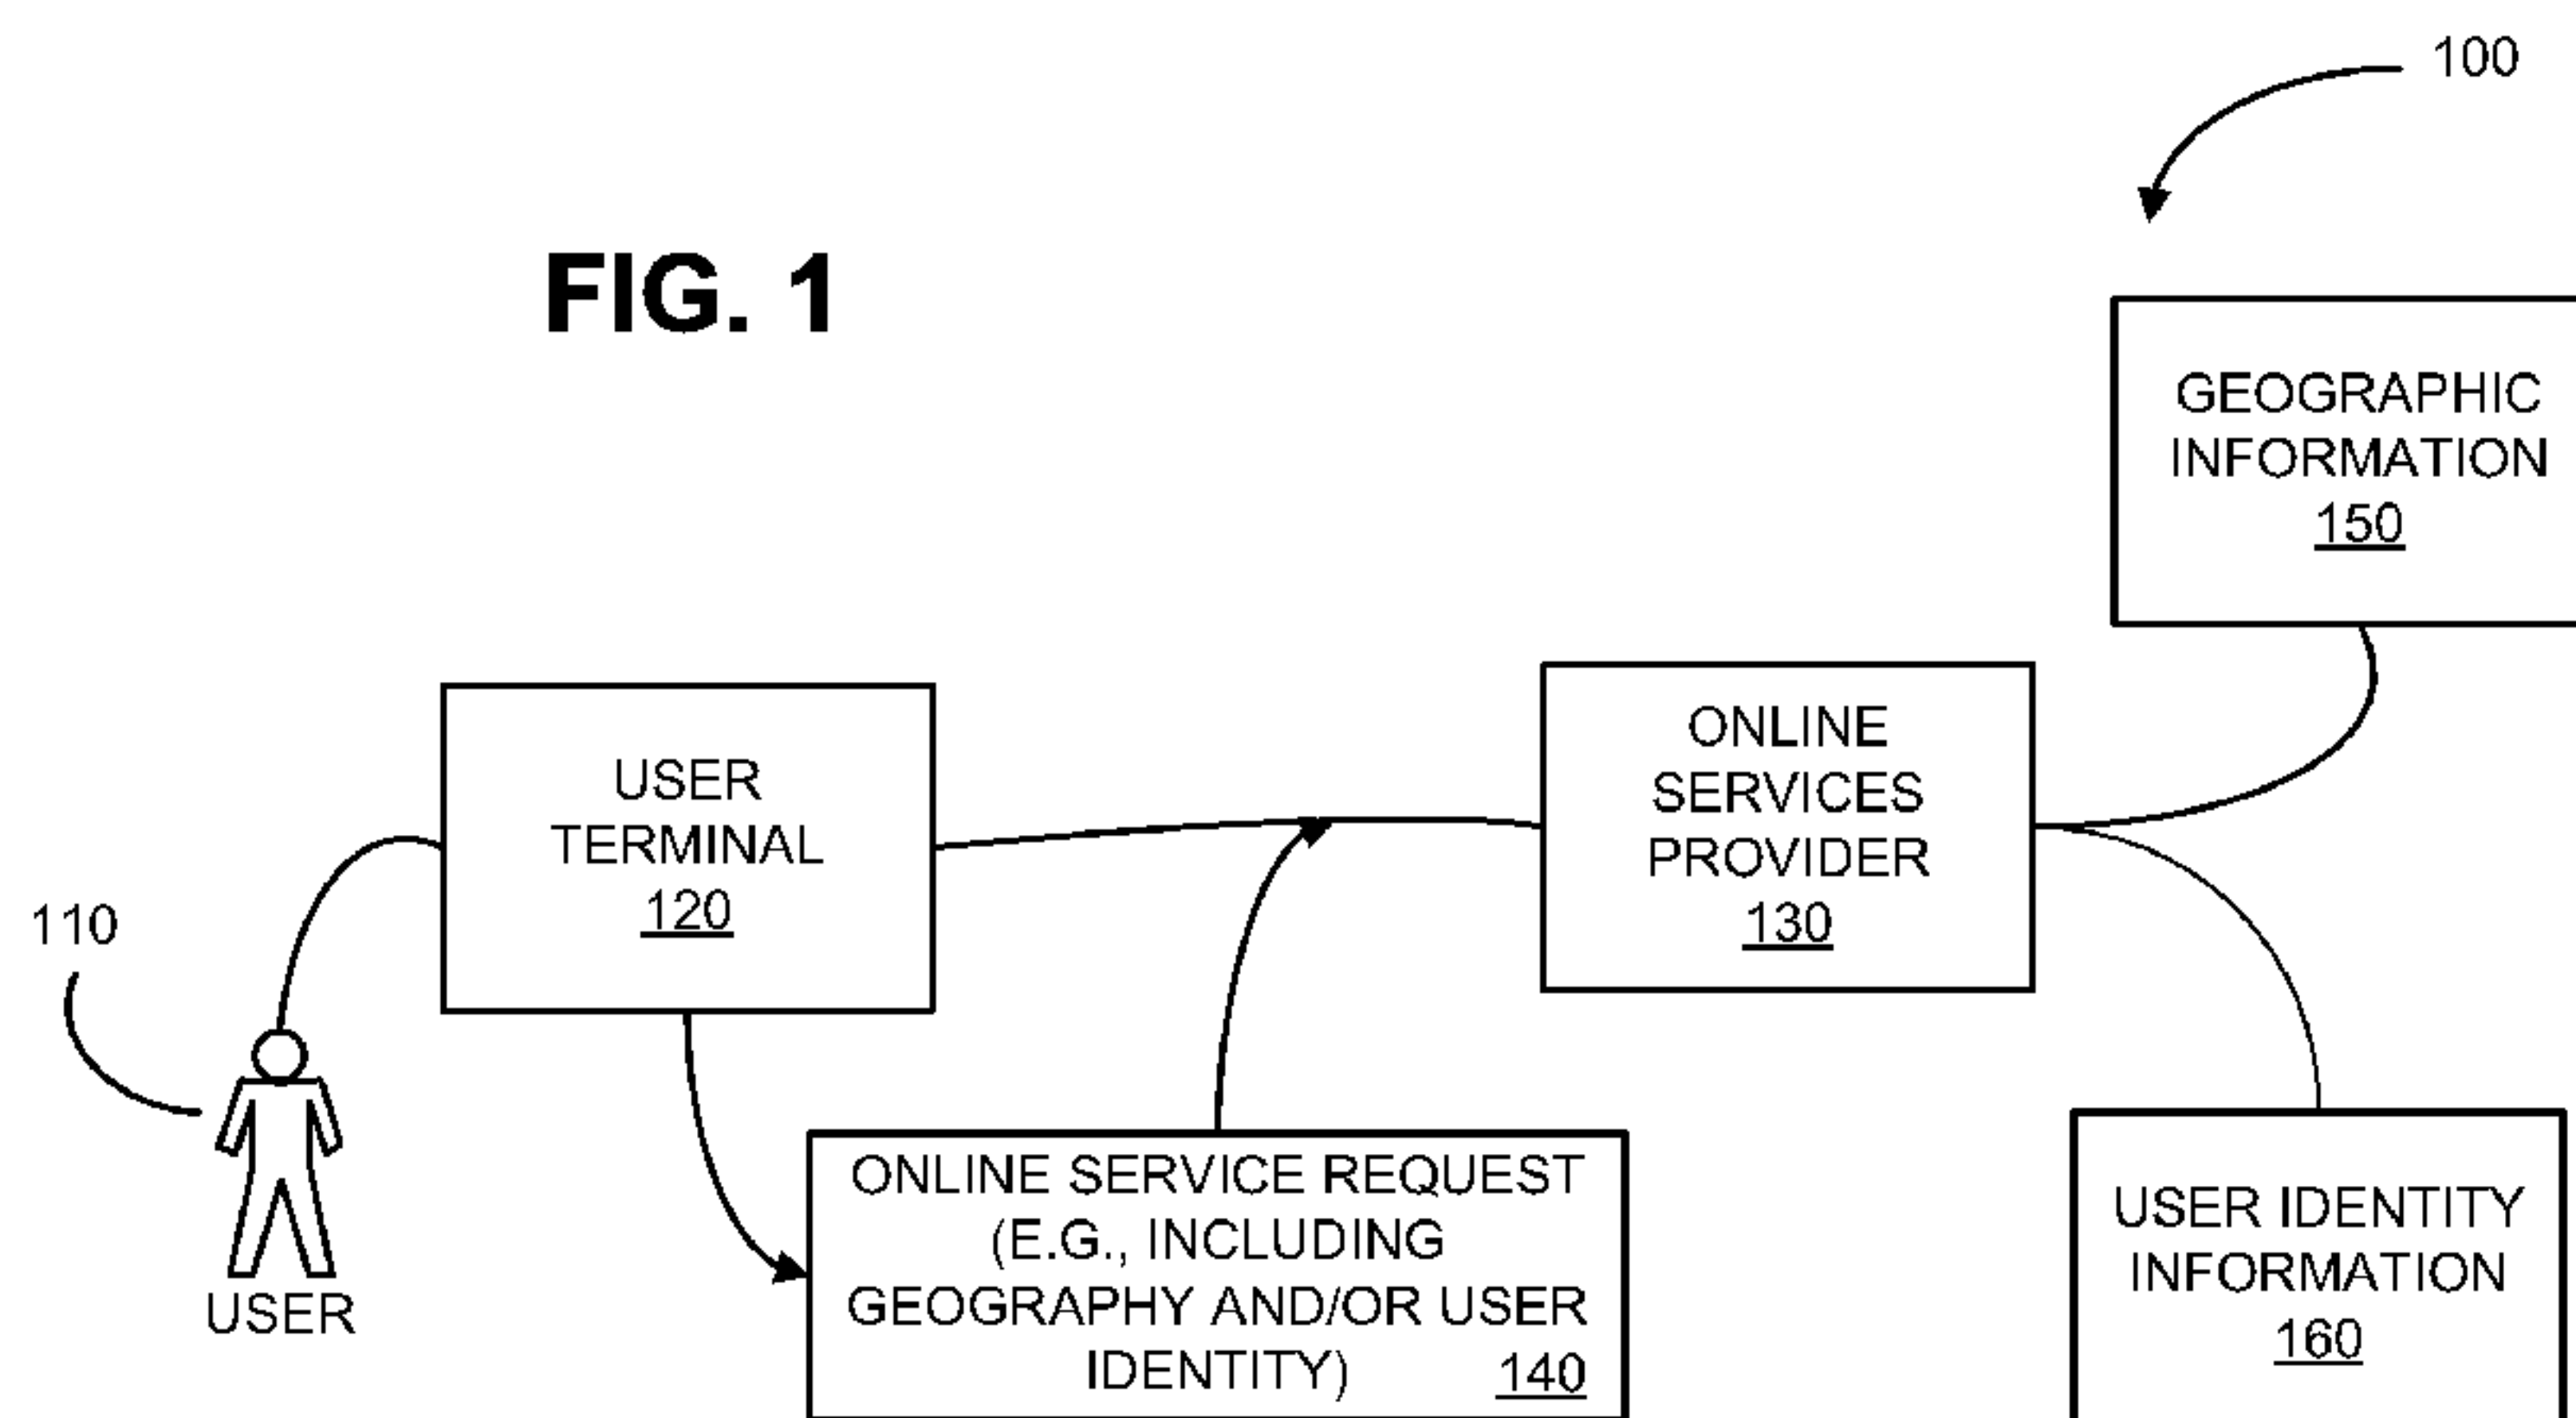 100
FIG. 1
GEOGRAPHIC
INFORMATION
150
USER
TERMINAL
120
ONLINE
SERVICES
PROVIDER
130
110
USER
ONLINE SERVICE REQUEST
(E.G., INCLUDING
GEOGRAPHY AND/OR USER
IDENTITY) 140
USER IDENTITY
INFORMATION
160